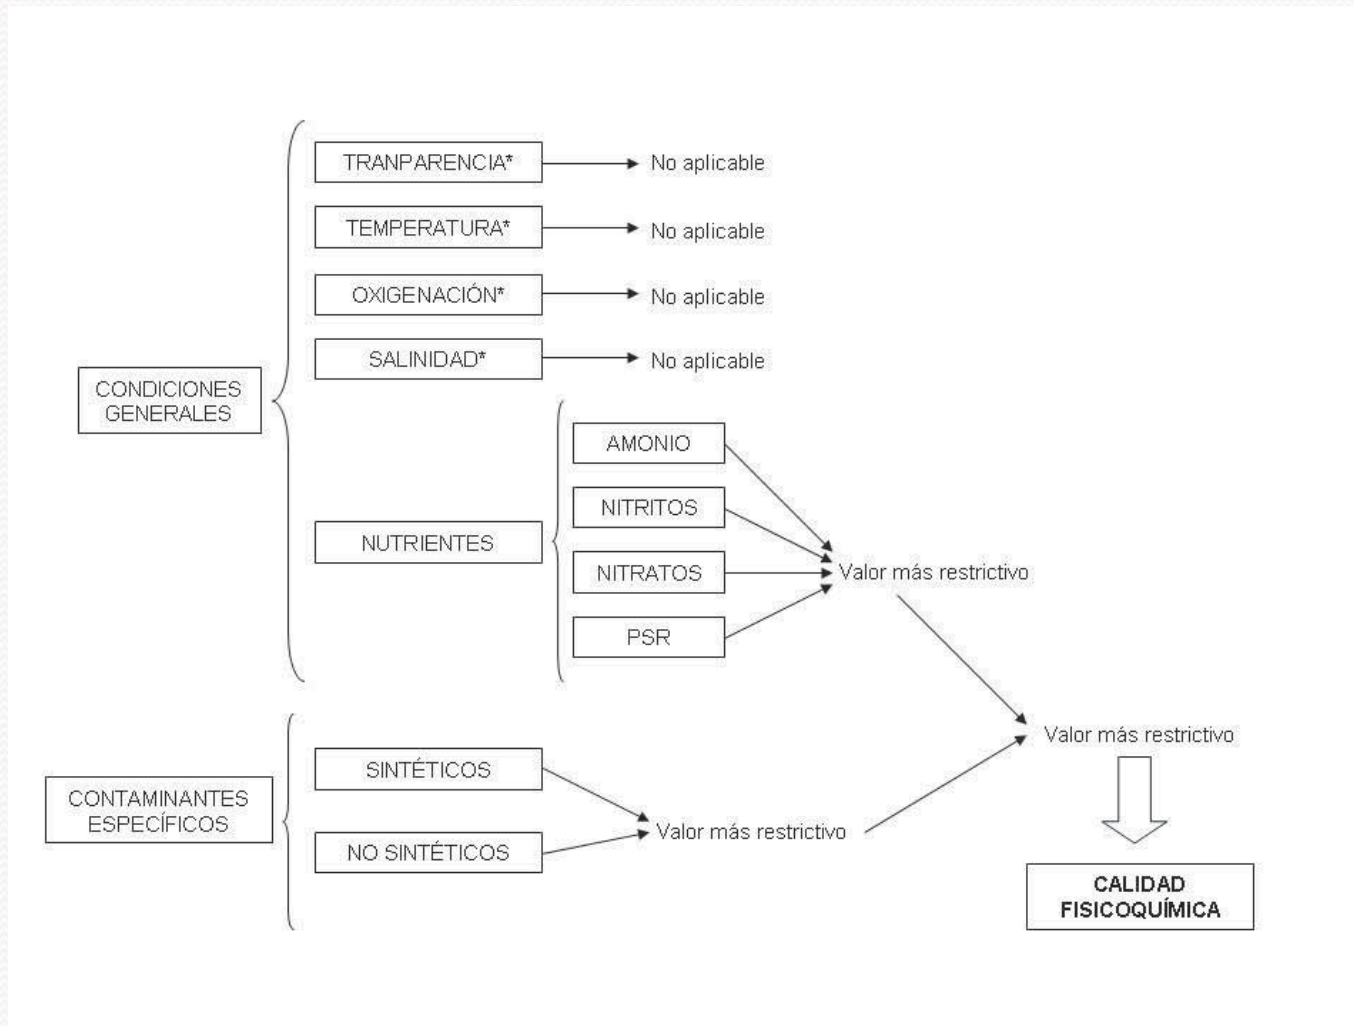 TRANPARENCIA*
No aplicable
TEMPERATURA*
No aplicable
OXIGENACIÓN*
No aplicable
SALINIDAD*
No aplicable
CONDICIONES
GENERALES
AMONIO
NITRITOS
NUTRIENTES
NITRATOS
Valor más restrictivo
PSR
Valor más restrictivo
SINTÉTICOS
CONTAMINANTES
ESPECÍFICOS
Valor más restrictivo
NO SINTÉTICOS
CALIDAD
FISICOQUÍMICA